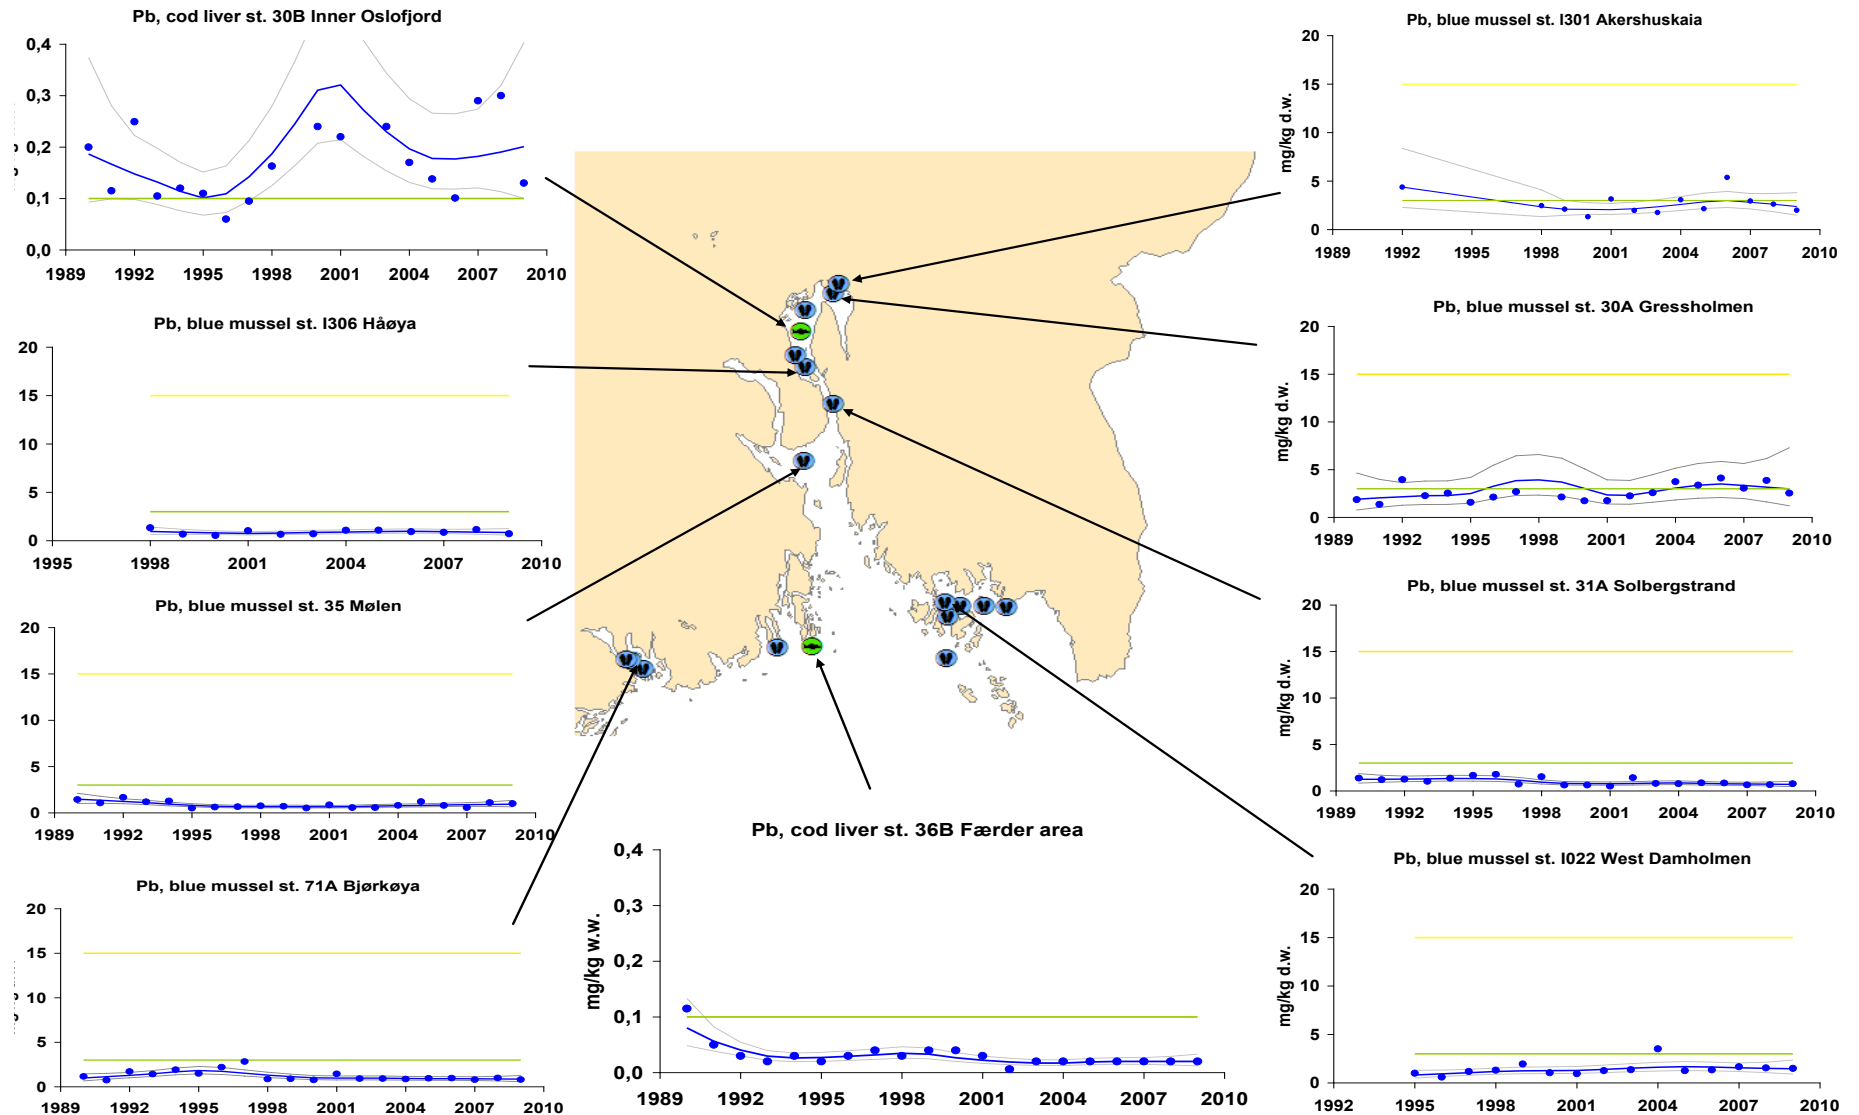 Pb, cod liver st. 30B Inner Oslofjord
0,4
0,3
0,2
0,1
0,0
1989 1992 1995 1998 2001 2004 2007 2010
Pb, blue mussel st. I306 Håøya
20
15
10
5
0
1995 1998 2001 2004 2007 2010
Pb, blue mussel st. 35 Mølen
20
15
10
5
0
1989 1992 1995 1998 2001 2004 2007 2010
Pb, blue mussel st. 71A Bjørkøya
20
15
10
5
0
1989 1992 1995 1998 2001 2004 2007 2010
Pb, cod liver st. 36B Færder area
mg/kg w.w.
0,4
0,3
0,2
0,1
0,0
1989 1992 1995 1998 2001 2004 2007 2010
Pb, blue mussel st. I301 Akershuskaia
mg/kg d.w.
20
15
10
5
0
1989 1992 1995 1998 2001 2004 2007 2010
Pb, blue mussel st. 30A Gressholmen
mg/kg d.w.
20
15
10
5
0
1989 1992 1995 1998 2001 2004 2007 2010
Pb, blue mussel st. 31A Solbergstrand
mg/kg d.w.
20
15
10
5
0
1989 1992 1995 1998 2001 2004 2007 2010
Pb, blue mussel st. I022 West Damholmen
mg/kg d.w.
20
15
10
5
0
1992 1995 1998 2001 2004 2007 2010